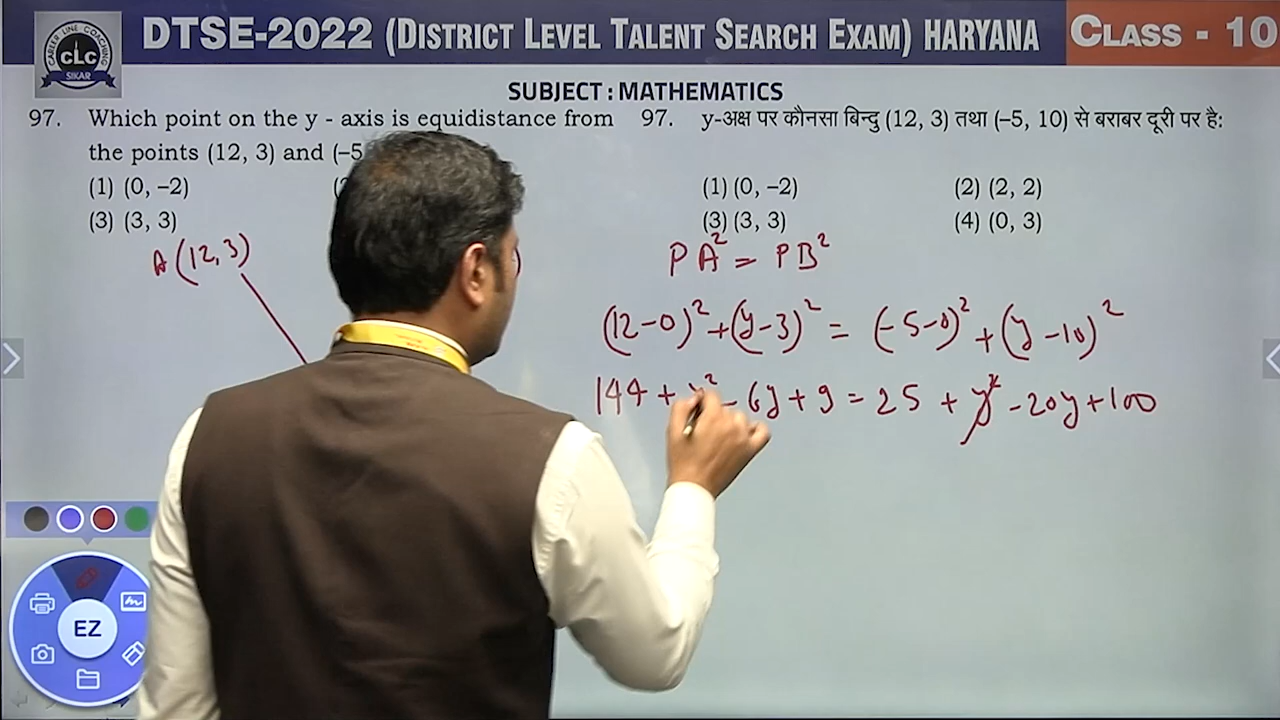 CAREER LINE COACHING
CLC
SIKAR
DTSE-2022 (DISTRICT LEVEL TALENT SEARCH EXAM) HARYANA
CLASS - 10
SUBJECT : MATHEMATICS
97. Which point on the y - axis is equidistance from
the points (12, 3) and (–5
(1) (0, –2)
(3) (3, 3)
A (12, 3)
97. y-अक्ष पर कौनसा बिन्दु (12, 3) तथा (–5, 10) से बराबर दूरी पर है:
(1) (0, –2) (2) (2, 2)
(3) (3, 3) (4) (0, 3)
PA² = PB²
(12-0)² + (y-3)² = (-5-0)² + (y-10)²
144 + y² - 6y + 9 = 25 + y² - 20y + 100
EZ